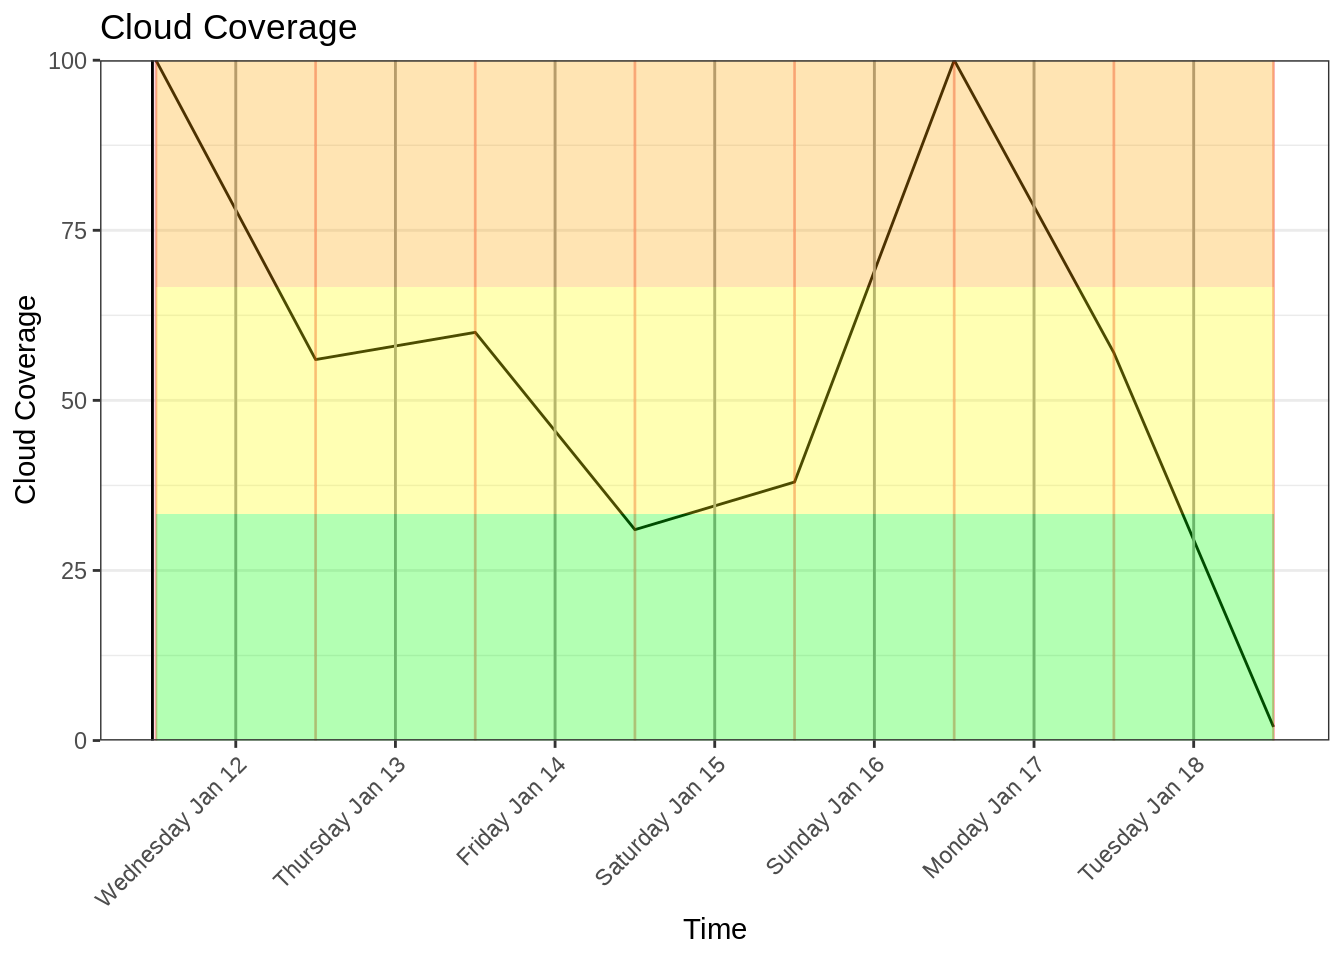 Cloud Coverage
Cloud Coverage
100
75
50
25
0
Wednesday Jan 12
Thursday Jan 13
Friday Jan 14
Saturday Jan 15
Sunday Jan 16
Monday Jan 17
Tuesday Jan 18
Time